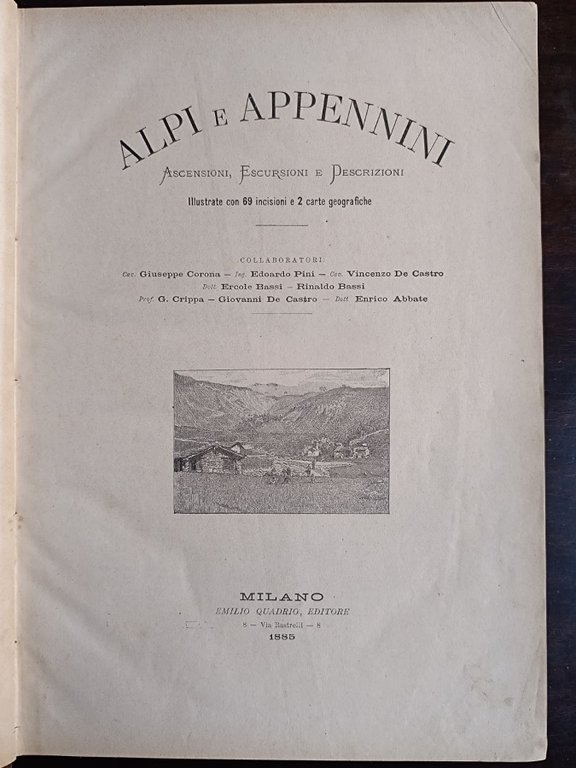 ALPI E APPENNINI
ASCENSIONI, ESCURSIONI E DESCRIZIONI
Illustrate con 69 incisioni e 2 carte geografiche
COLLABORATORI
Cav. Giuseppe Corona — Ing. Edoardo Pini — Cav. Vincenzo De Castro
Dott. Ercole Bassi — Rinaldo Bassi
Prof. G. Crippa — Giovanni De Castro — Dott. Enrico Abbate
MILANO
EMILIO QUADRIO, EDITORE
8 — Via Rastrelli — 8
1885